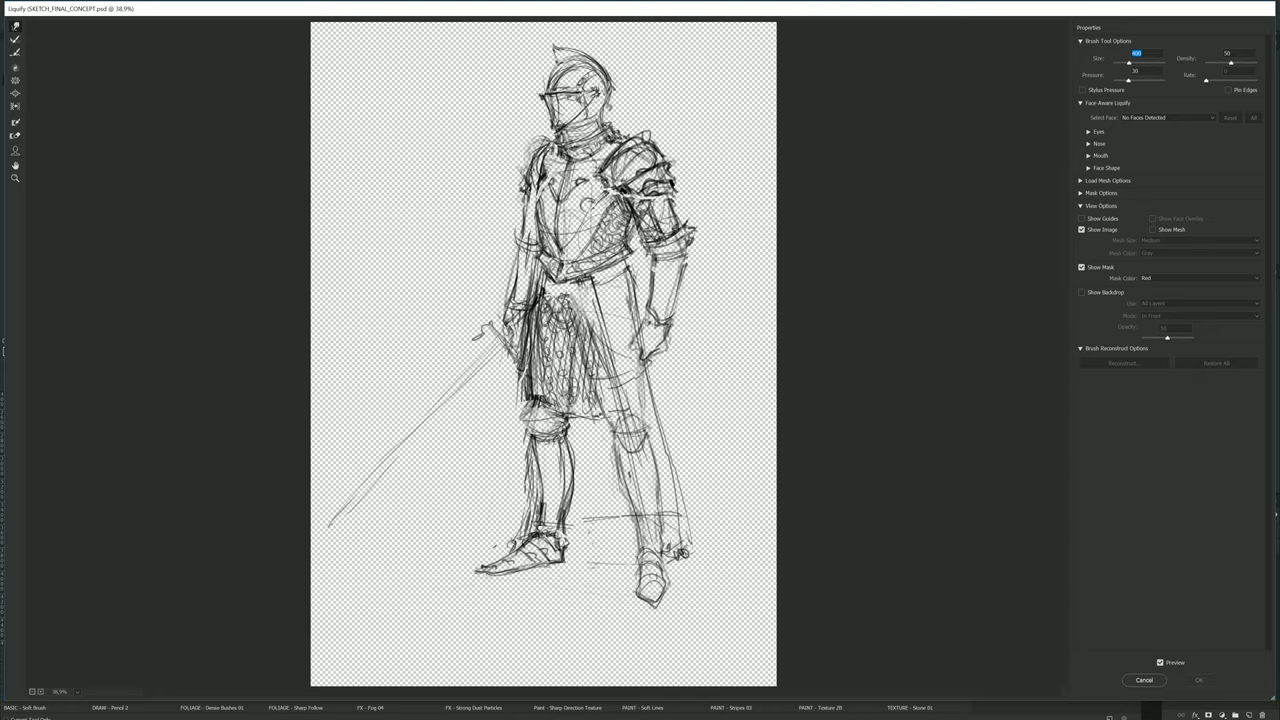 Liquify (SKETCH_FINAL_CONCEPT.psd @ 38,9%)
Properties
Brush Tool Options
Size: 400 Density: 50
Pressure: 30 Rate: 0
Stylus Pressure Pin Edges
Face-Aware Liquify
Select Face: No Faces Detected Reset All
Eyes
Nose
Mouth
Face Shape
Load Mesh Options
Mask Options
View Options
Show Guides Show Face Overlay
Show Image Show Mesh
Mesh Size: Medium
Mesh Color: Gray
Show Mask
Mask Color: Red
Show Backdrop
Use: All Layers
Mode: In Front
Opacity: 50
Brush Reconstruct Options
Reconstruct... Restore All
Preview
Cancel OK
38,9%
BASIC - Soft Brush DRAW - Pencil 2 FOLIAGE - Dense Bushes 01 FOLIAGE - Sharp Follow FX - Fog 04 FX - Strong Dust Particles Paint - Sharp Direction Texture PAINT - Soft Lines PAINT - Stripes 03 PAINT - Texture ZB TEXTURE - Stone 01